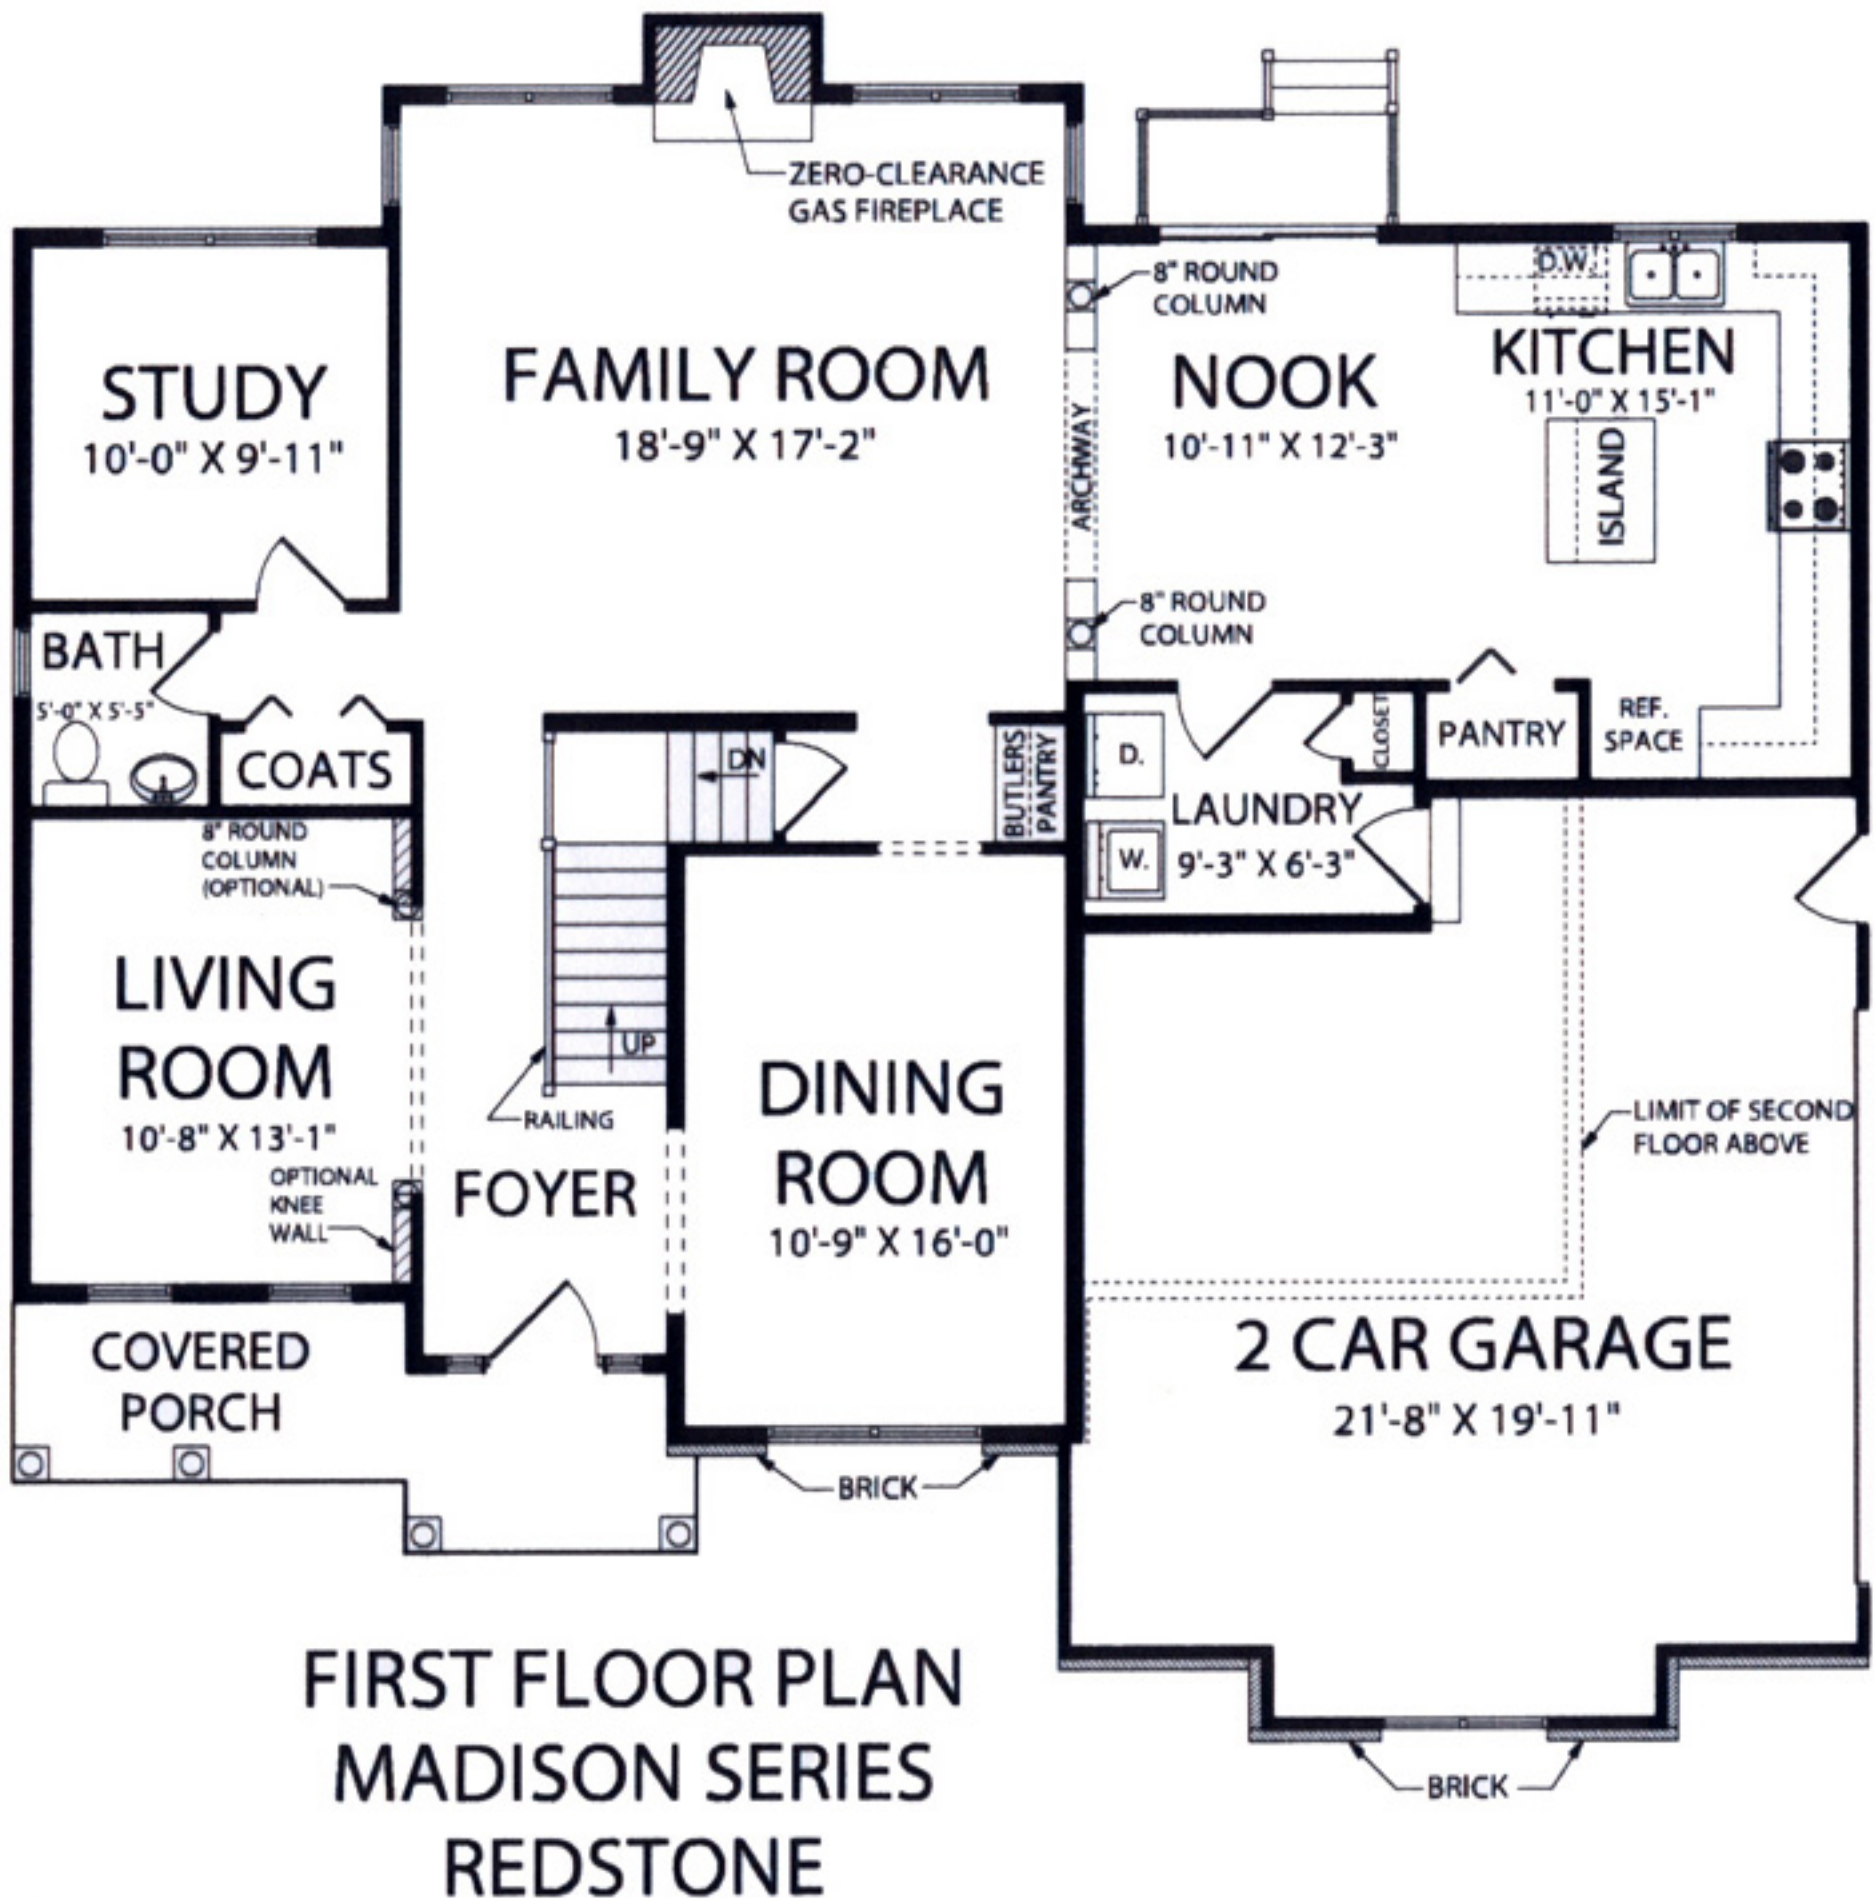 ZERO-CLEARANCE
GAS FIREPLACE
8" ROUND
COLUMN
D.W.
STUDY
10'-0" X 9'-11"
FAMILY ROOM
18'-9" X 17'-2"
ARCHWAY
NOOK
10'-11" X 12'-3"
KITCHEN
11'-0" X 15'-1"
ISLAND
8" ROUND
COLUMN
BATH
5'-0" X 5'-5"
COATS
DN
BUTLERS
PANTRY
D.
W.
LAUNDRY
9'-3" X 6'-3"
CLOSET
PANTRY
REF.
SPACE
8" ROUND
COLUMN
(OPTIONAL)
LIVING
ROOM
10'-8" X 13'-1"
OPTIONAL
KNEE
WALL
UP
RAILING
FOYER
DINING
ROOM
10'-9" X 16'-0"
LIMIT OF SECOND
FLOOR ABOVE
2 CAR GARAGE
21'-8" X 19'-11"
COVERED
PORCH
BRICK
BRICK
FIRST FLOOR PLAN
MADISON SERIES
REDSTONE